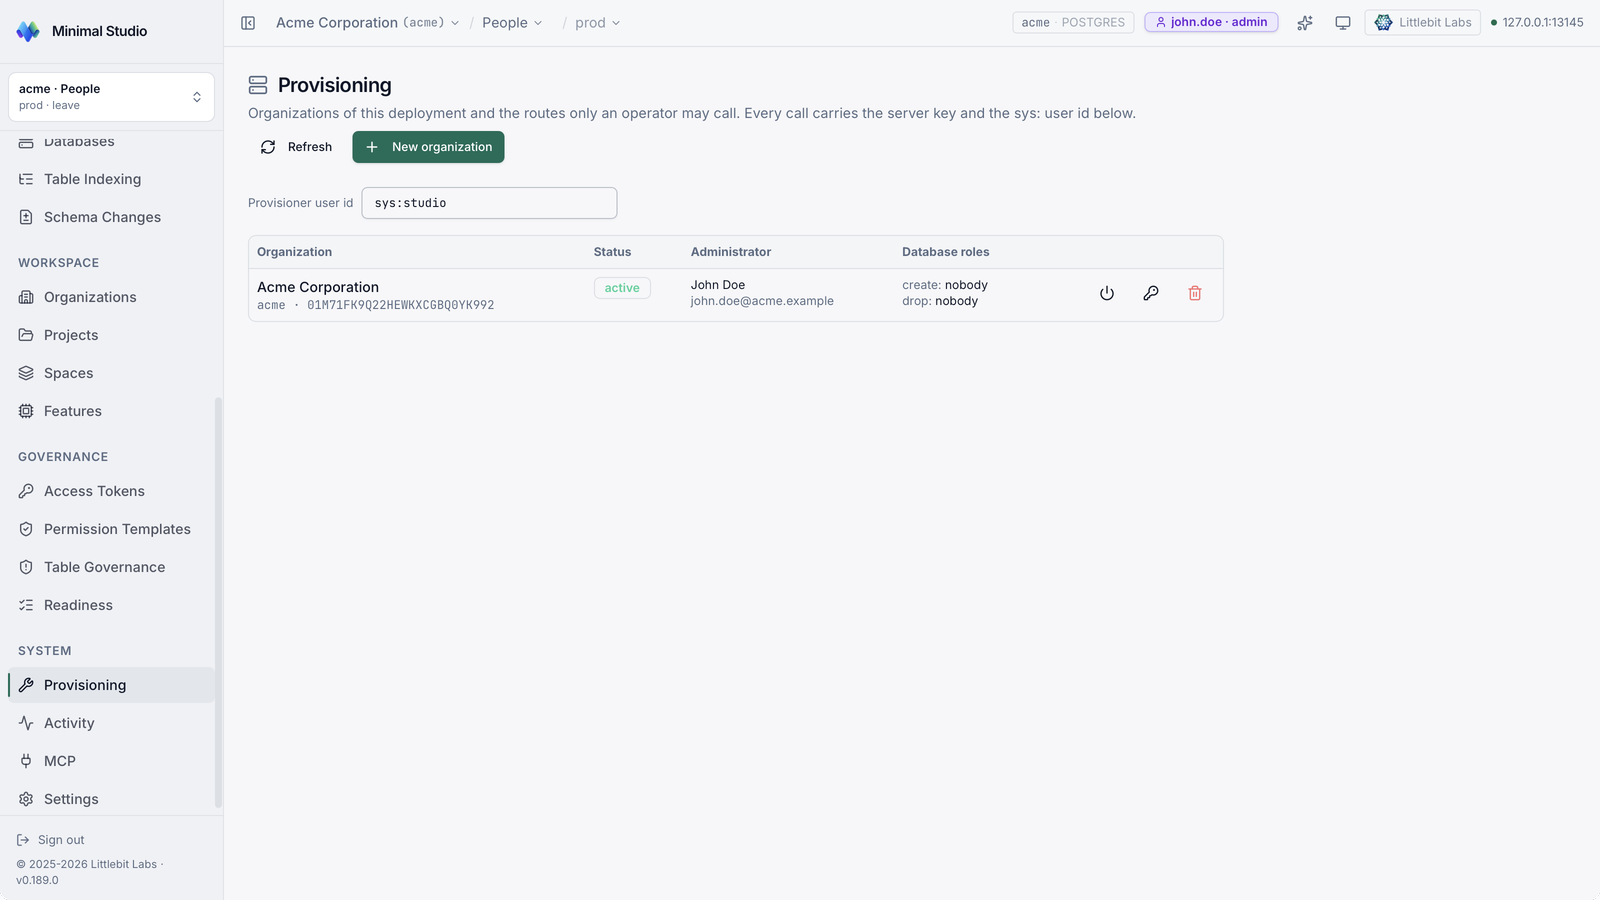 Minimal Studio
acme · People
prod · leave
Databases
Table Indexing
Schema Changes
WORKSPACE
Organizations
Projects
Spaces
Features
GOVERNANCE
Access Tokens
Permission Templates
Table Governance
Readiness
SYSTEM
Provisioning
Activity
MCP
Settings
Sign out
© 2025-2026 Littlebit Labs ·
v0.189.0
Acme Corporation (acme) / People / prod
acme · POSTGRES
john.doe · admin
Littlebit Labs
127.0.0.1:13145
Provisioning
Organizations of this deployment and the routes only an operator may call. Every call carries the server key and the sys: user id below.
Refresh
New organization
Provisioner user id sys:studio
Organization Status Administrator Database roles
Acme Corporation active John Doe create: nobody
acme · 01M71FK9Q22HEWKXCGBQ0YK992 john.doe@acme.example drop: nobody